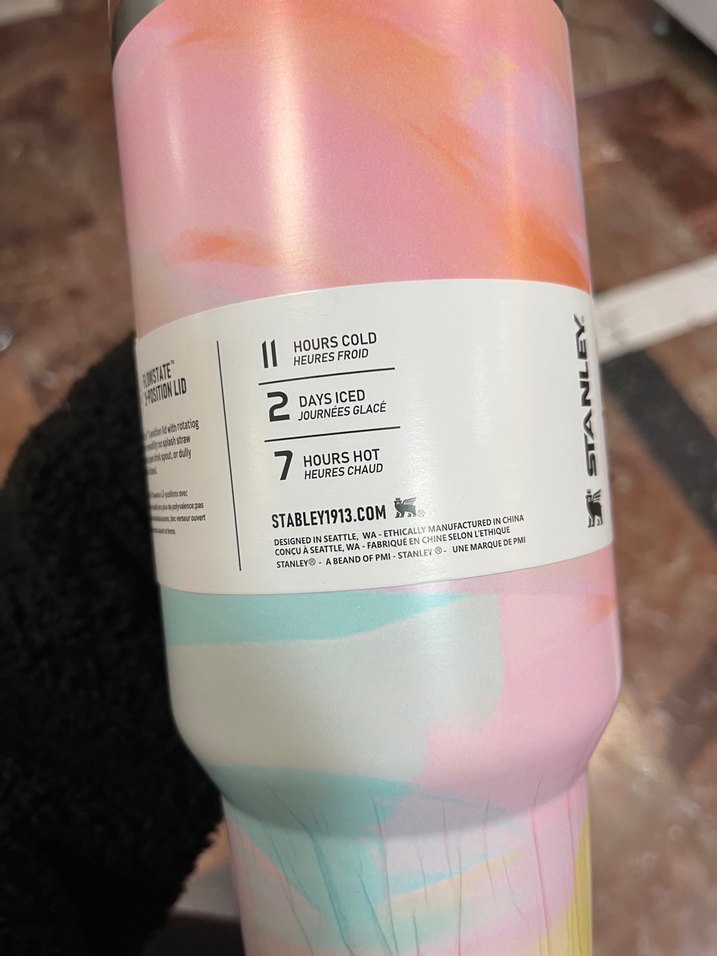 FLOWSTATE™
3-POSITION LID
11 HOURS COLD
HEURES FROID
2 DAYS ICED
JOURNÉES GLACÉ
7 HOURS HOT
HEURES CHAUD
STABLEY1913.COM
DESIGNED IN SEATTLE, WA - ETHICALLY MANUFACTURED IN CHINA
CONÇU À SEATTLE, WA - FABRIQUÉ EN CHINE SELON L'ETHIQUE
STANLEY® - A BEAND OF PMI - STANLEY ® - UNE MARQUE DE PMI
STANLEY